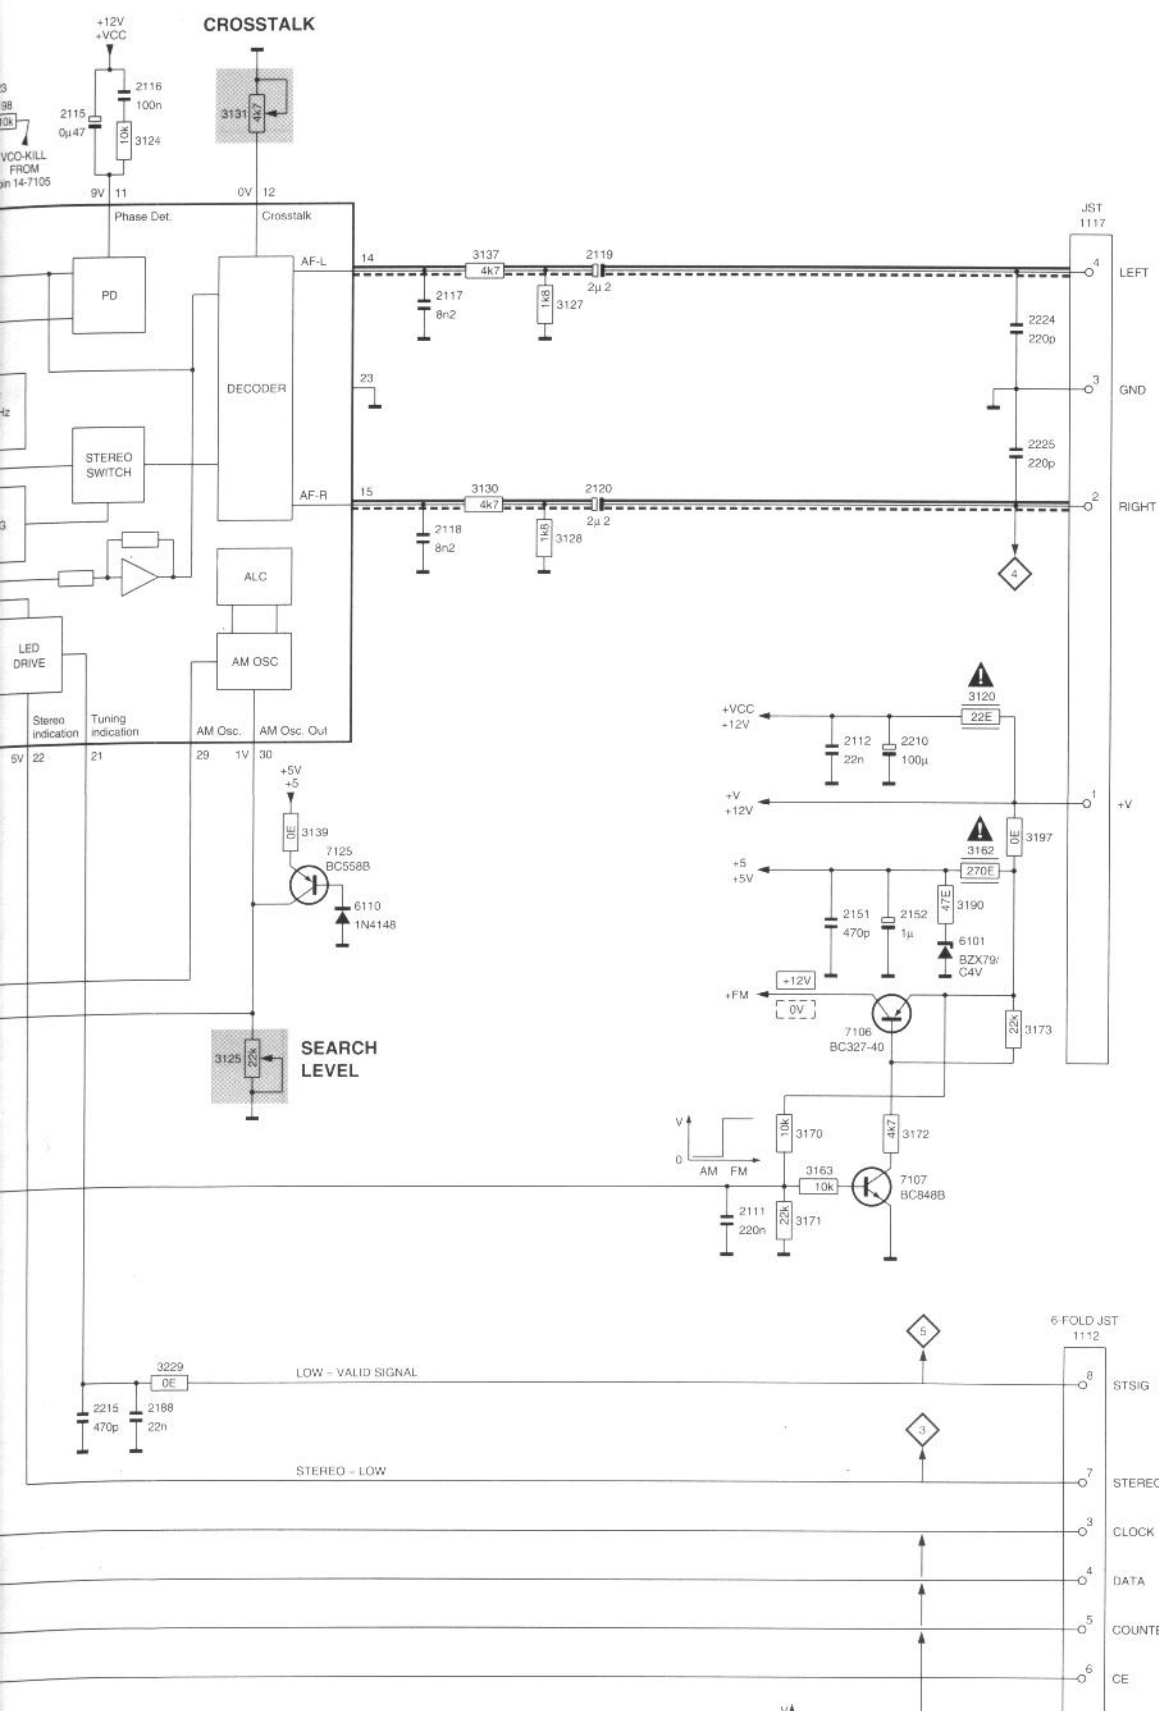 +12V
+VCC
CROSSTALK
2116
100n
2115
0µ47
10k
3124
3131
4k7
98
10k
VCO-KILL
FROM
pin 14-7105
9V 11
0V 12
Phase Det.
Crosstalk
JST
1117
AF-L
14
3137
4k7
2119
2µ2
4
LEFT
PD
2117
8n2
1k8
3127
2224
220p
DECODER
23
3
GND
Hz
STEREO
SWITCH
2225
220p
AF-R
15
3130
4k7
2120
2µ2
2
RIGHT
G
2118
8n2
1k8
3128
4
ALC
LED
DRIVE
AM OSC
3120
22E
+VCC
+12V
Stereo
indication
Tuning
indication
AM Osc.
AM Osc. Out
2112
22n
2210
100µ
5V 22
21
29
1V 30
+5V
+5
+V
+12V
1
+V
0E
3139
0E
3197
7125
BC558B
3162
270E
+5
+5V
6110
1N4148
2151
470p
2152
1µ
47E
3190
6101
BZX79/
C4V
+12V
+FM
0V
7106
BC327-40
22k
3173
3125
22k
SEARCH
LEVEL
V
0
AM FM
10k
3170
4k7
3172
3163
10k
7107
BC848B
2111
220n
22k
3171
5
6-FOLD JST
1112
3229
0E
LOW – VALID SIGNAL
8
STSIG
2215
470p
2188
22n
3
STEREO – LOW
7
STEREO
3
CLOCK
4
DATA
5
COUNTE
6
CE